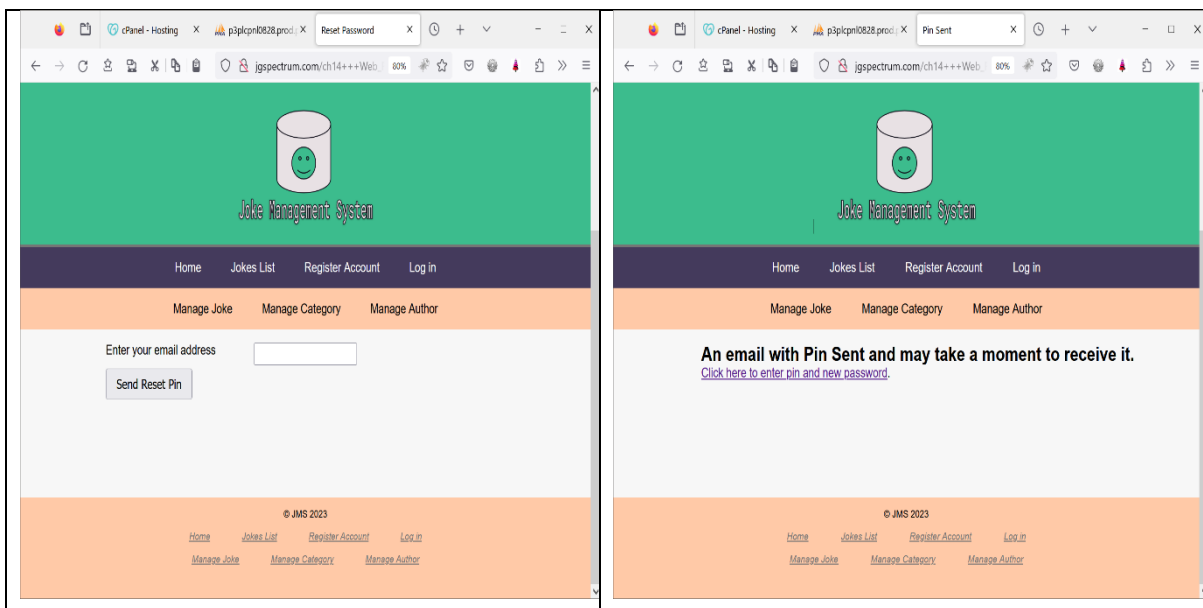 cPanel - Hosting
p3plcpnl0828.prod.p
Reset Password
jgspectrum.com/ch14+++Web_
80%
Joke Management System
Home Jokes List Register Account Log in
Manage Joke Manage Category Manage Author
Enter your email address
Send Reset Pin
© JMS 2023
Home Jokes List Register Account Log in
Manage Joke Manage Category Manage Author
cPanel - Hosting
p3plcpnl0828.prod.p
Pin Sent
jgspectrum.com/ch14+++Web_
80%
Joke Management System
Home Jokes List Register Account Log in
Manage Joke Manage Category Manage Author
An email with Pin Sent and may take a moment to receive it.
Click here to enter pin and new password.
© JMS 2023
Home Jokes List Register Account Log in
Manage Joke Manage Category Manage Author